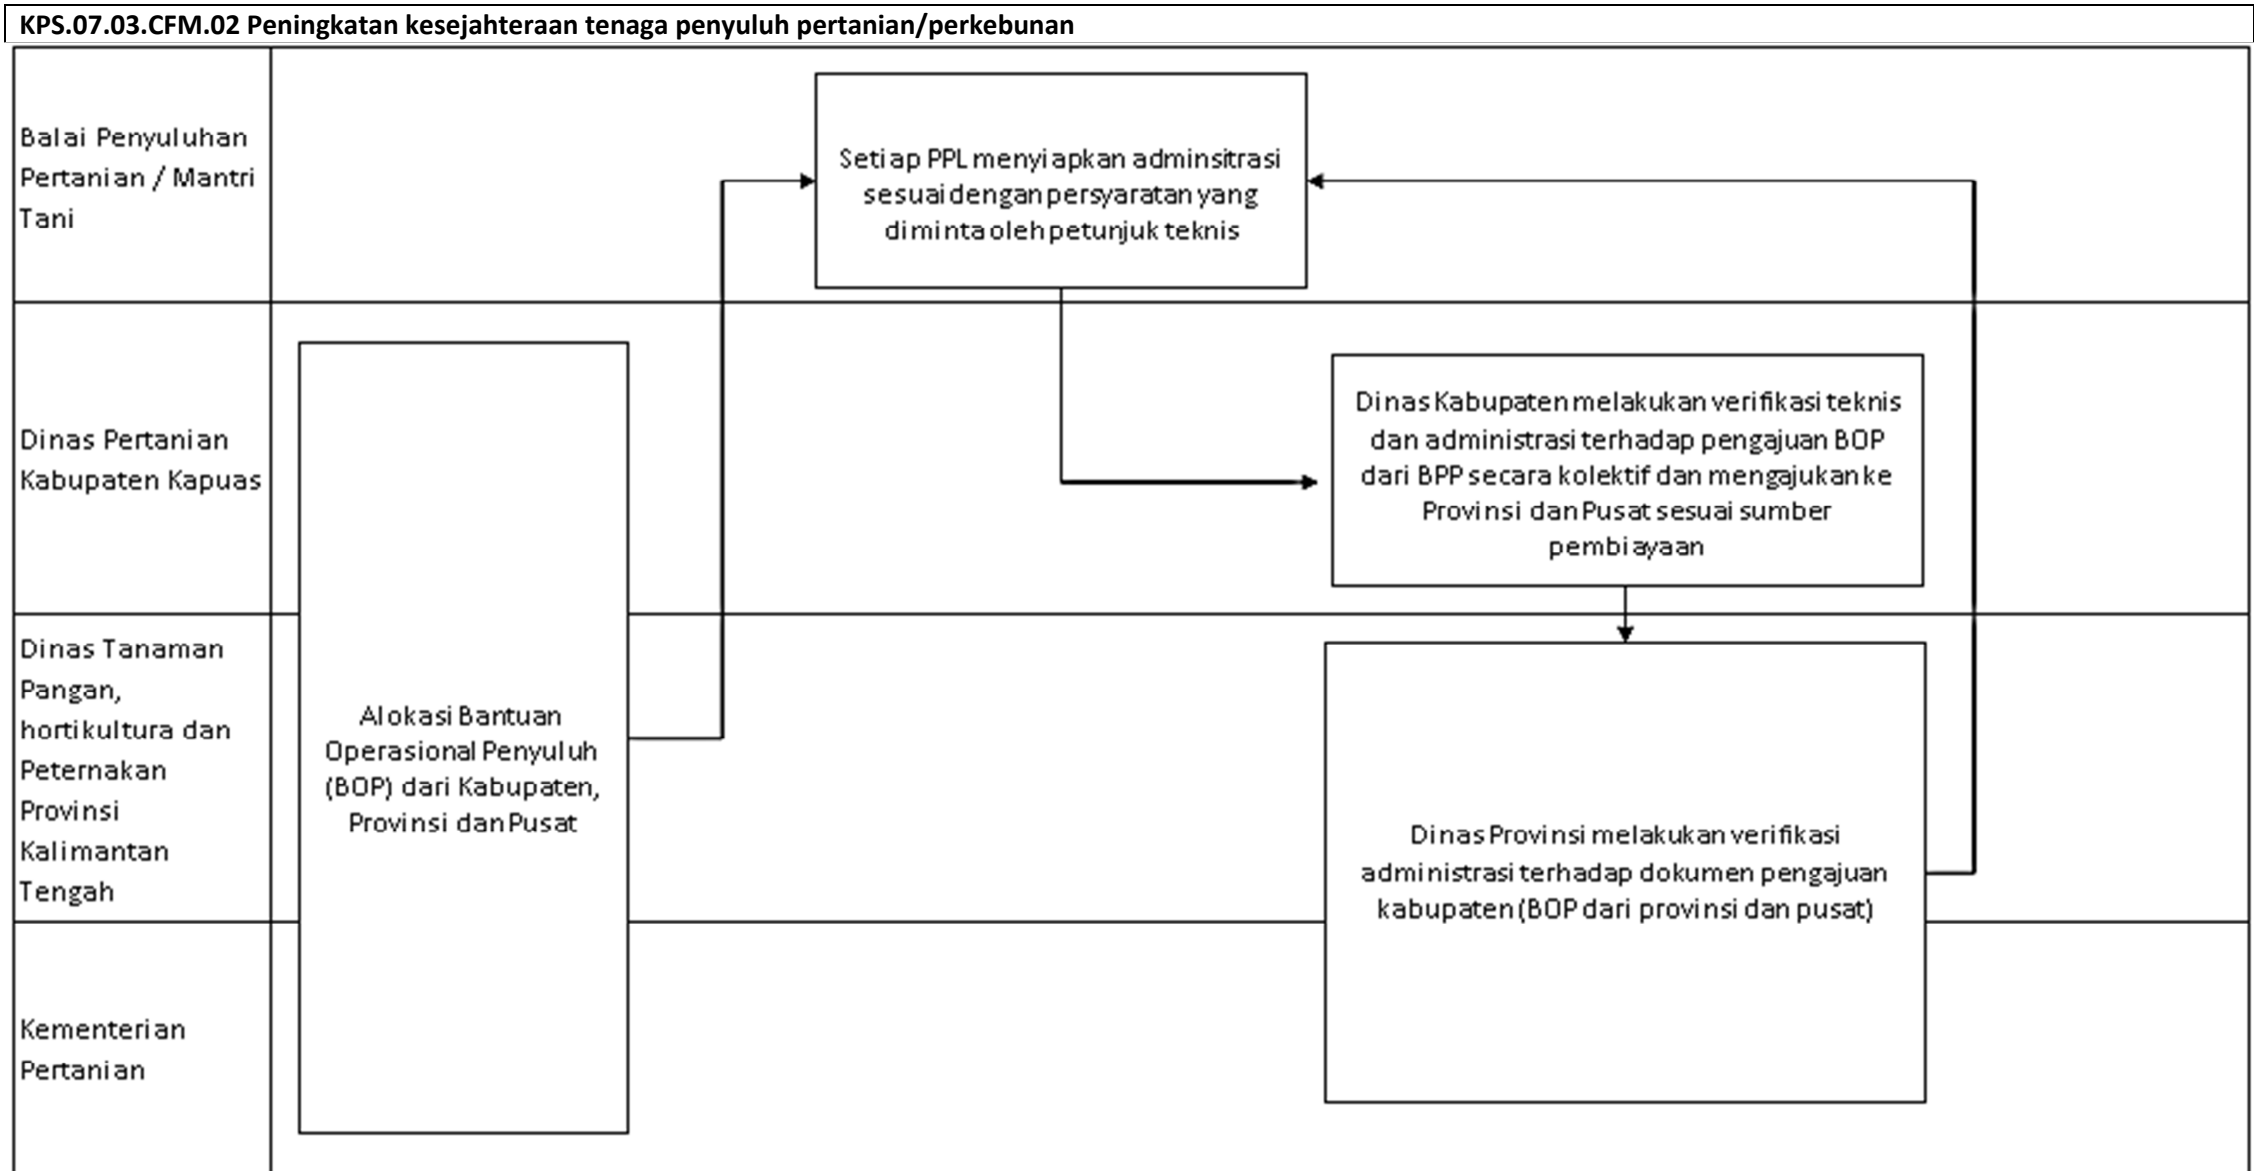 KPS.07.03.CFM.02 Peningkatan kesejahteraan tenaga penyuluh pertanian/perkebunan
Balai Penyuluhan
Pertanian / Mantri
Tani
Setiap PPL menyiapkan adminsitrasi
sesuai dengan persyaratan yang
diminta oleh petunjuk teknis
Dinas Pertanian
Kabupaten Kapuas
Dinas Kabupaten melakukan verifikasi teknis
dan administrasi terhadap pengajuan BOP
dari BPP secara kolektif dan mengajukan ke
Provinsi dan Pusat sesuai sumber
pembiayaan
Dinas Tanaman
Pangan,
hortikultura dan
Peternakan
Provinsi
Kalimantan
Tengah
Alokasi Bantuan
Operasional Penyuluh
(BOP) dari Kabupaten,
Provinsi dan Pusat
Dinas Provinsi melakukan verifikasi
administrasi terhadap dokumen pengajuan
kabupaten (BOP dari provinsi dan pusat)
Kementerian
Pertanian